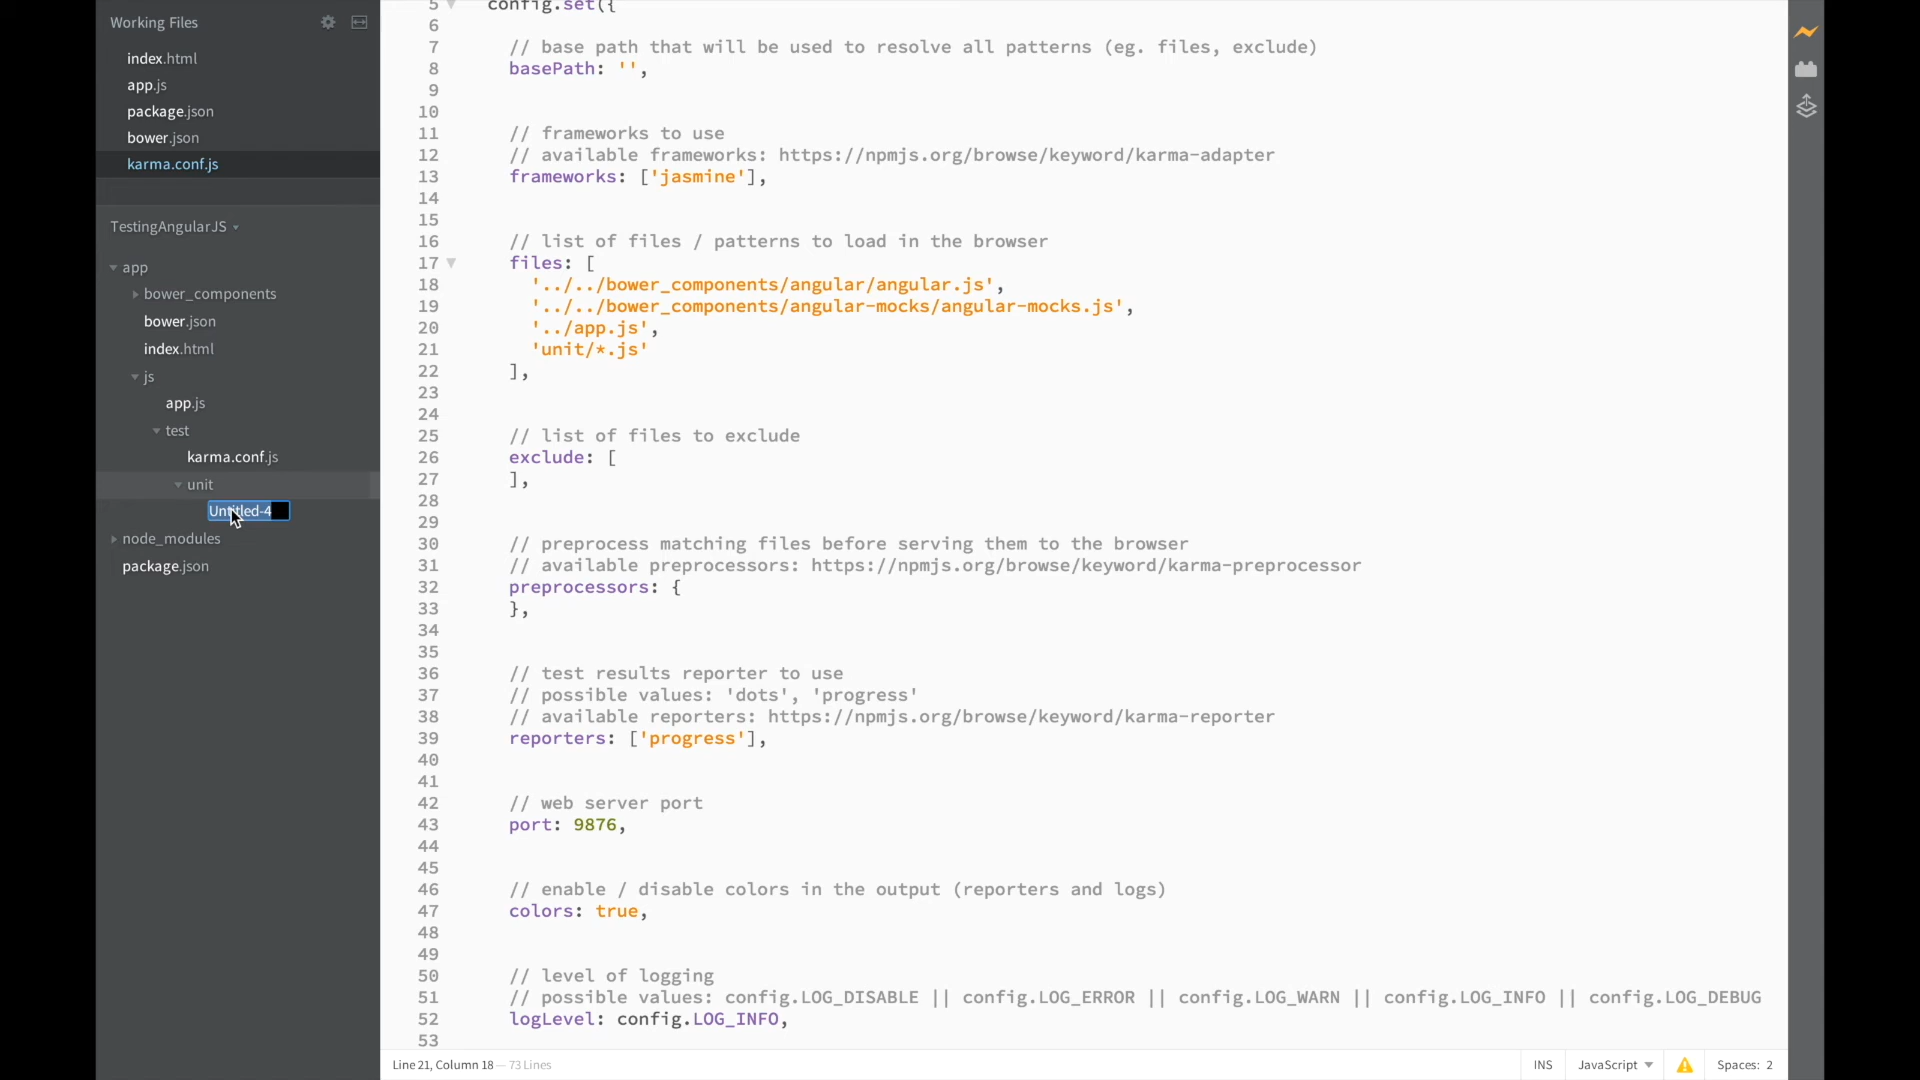 Working Files
index.html
app.js
package.json
bower.json
karma.conf.js
TestingAngularJS
app
bower_components
bower.json
index.html
js
app.js
test
karma.conf.js
unit
Untitled-4
node_modules
package.json
5 config.set({
6
7 // base path that will be used to resolve all patterns (eg. files, exclude)
8 basePath: '',
9
10
11 // frameworks to use
12 // available frameworks: https://npmjs.org/browse/keyword/karma-adapter
13 frameworks: ['jasmine'],
14
15
16 // list of files / patterns to load in the browser
17 files: [
18 '../../bower_components/angular/angular.js',
19 '../../bower_components/angular-mocks/angular-mocks.js',
20 '../app.js',
21 'unit/*.js'
22 ],
23
24
25 // list of files to exclude
26 exclude: [
27 ],
28
29
30 // preprocess matching files before serving them to the browser
31 // available preprocessors: https://npmjs.org/browse/keyword/karma-preprocessor
32 preprocessors: {
33 },
34
35
36 // test results reporter to use
37 // possible values: 'dots', 'progress'
38 // available reporters: https://npmjs.org/browse/keyword/karma-reporter
39 reporters: ['progress'],
40
41
42 // web server port
43 port: 9876,
44
45
46 // enable / disable colors in the output (reporters and logs)
47 colors: true,
48
49
50 // level of logging
51 // possible values: config.LOG_DISABLE || config.LOG_ERROR || config.LOG_WARN || config.LOG_INFO || config.LOG_DEBUG
52 logLevel: config.LOG_INFO,
53
Line 21, Column 18 — 73 Lines
INS JavaScript Spaces: 2